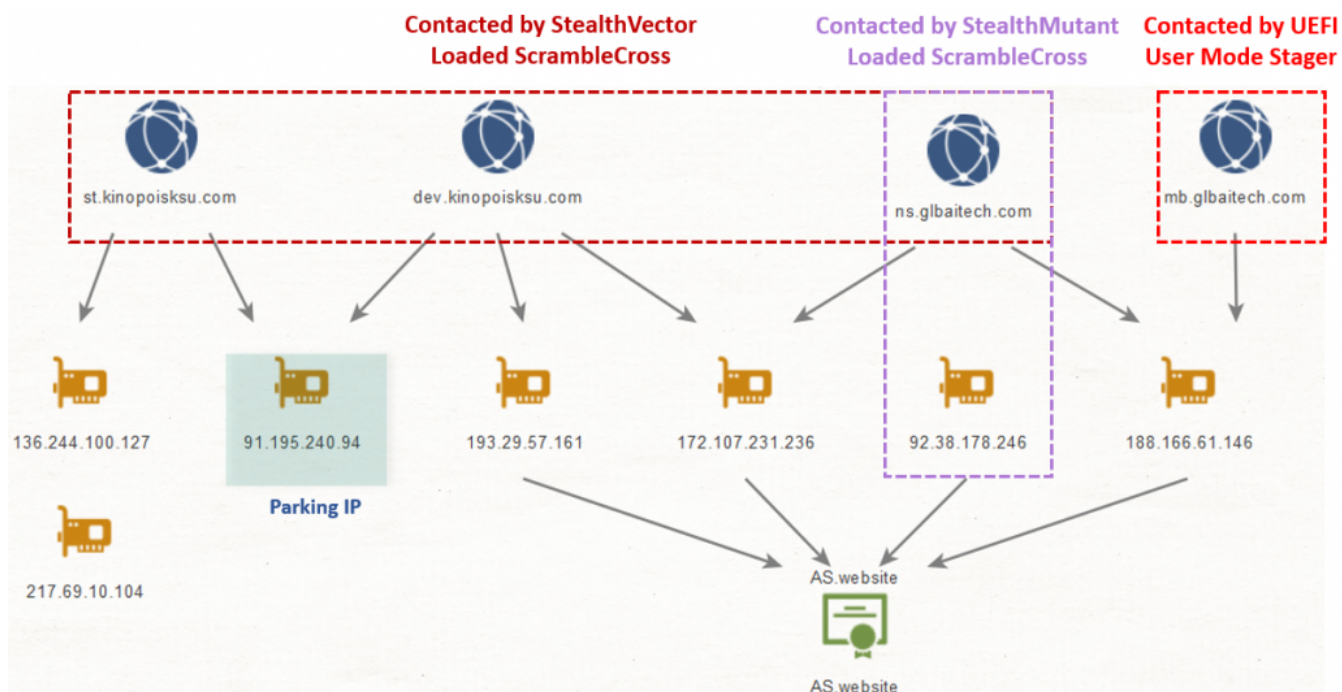 Contacted by StealthVector
Loaded ScrambleCross
Contacted by StealthMutant
Loaded ScrambleCross
Contacted by UEFI
User Mode Stager
st.kinopoisksu.com
dev.kinopoisksu.com
ns.glbaitech.com
mb.glbaitech.com
136.244.100.127
91.195.240.94
193.29.57.161
172.107.231.236
92.38.178.246
188.166.61.146
Parking IP
217.69.10.104
AS.website
AS.website